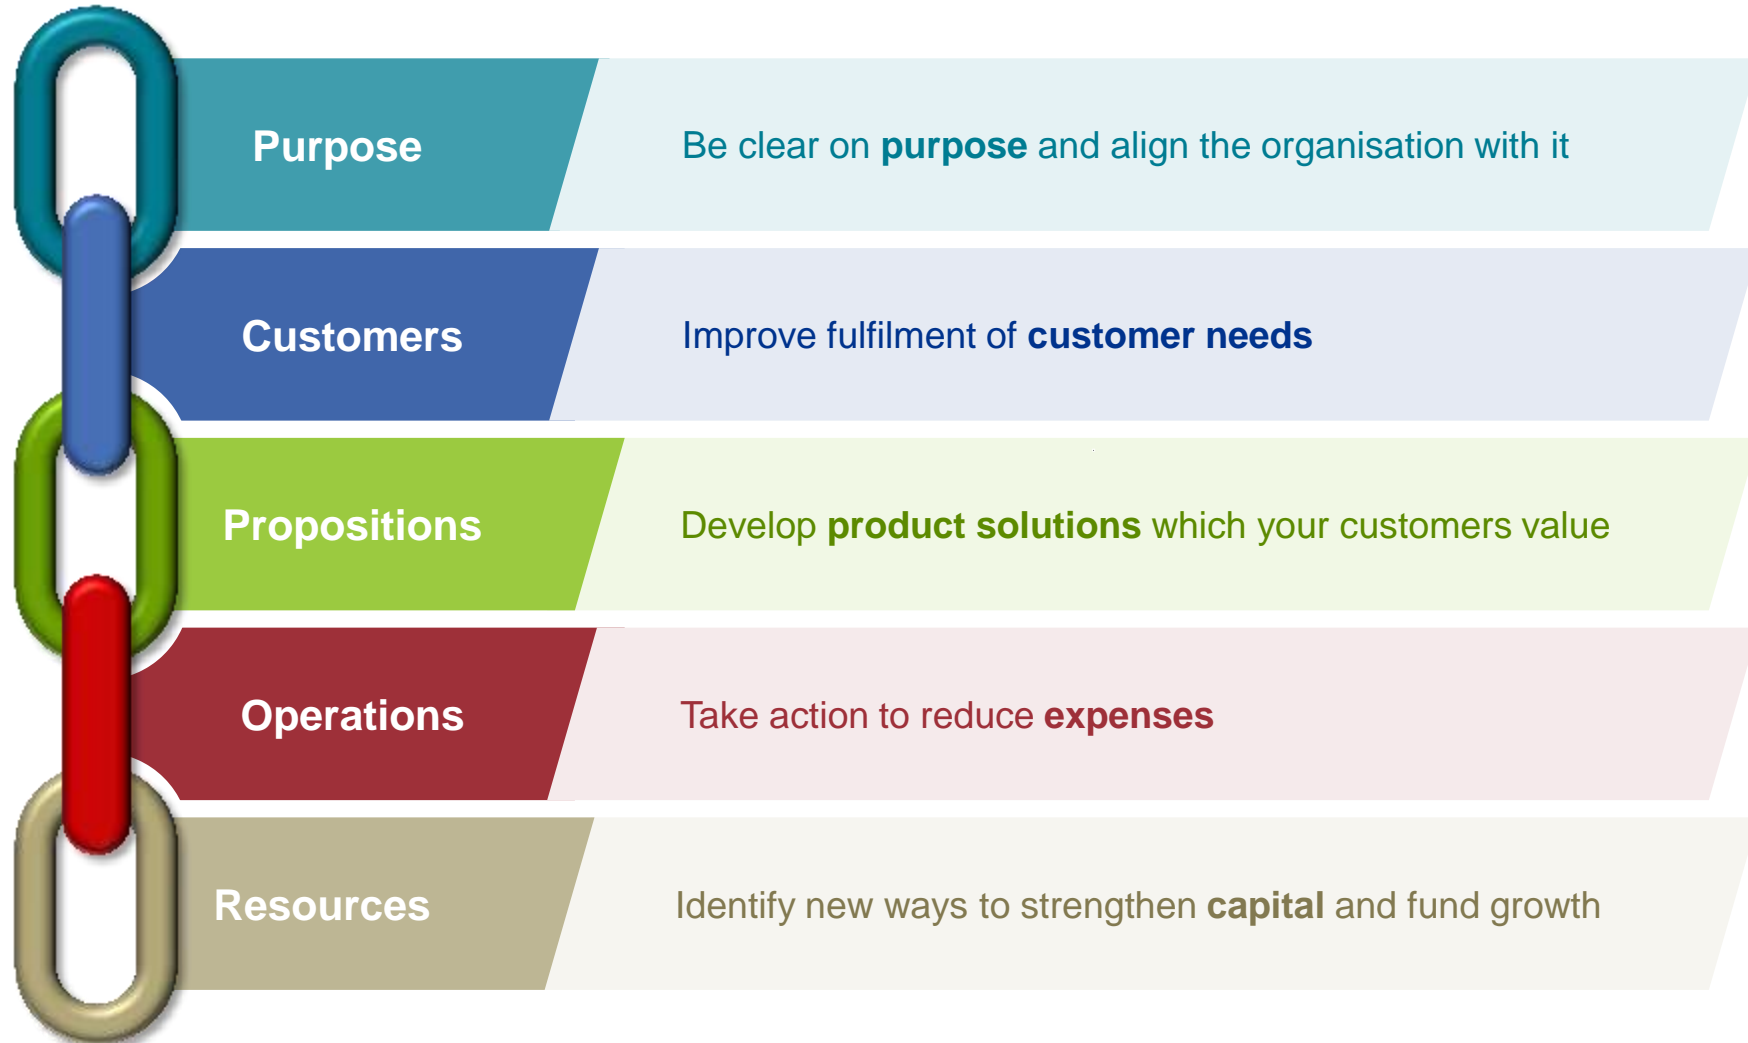 Purpose
Be clear on purpose and align the organisation with it
Customers
Improve fulfilment of customer needs
Propositions
Develop product solutions which your customers value
Operations
Take action to reduce expenses
Resources
Identify new ways to strengthen capital and fund growth